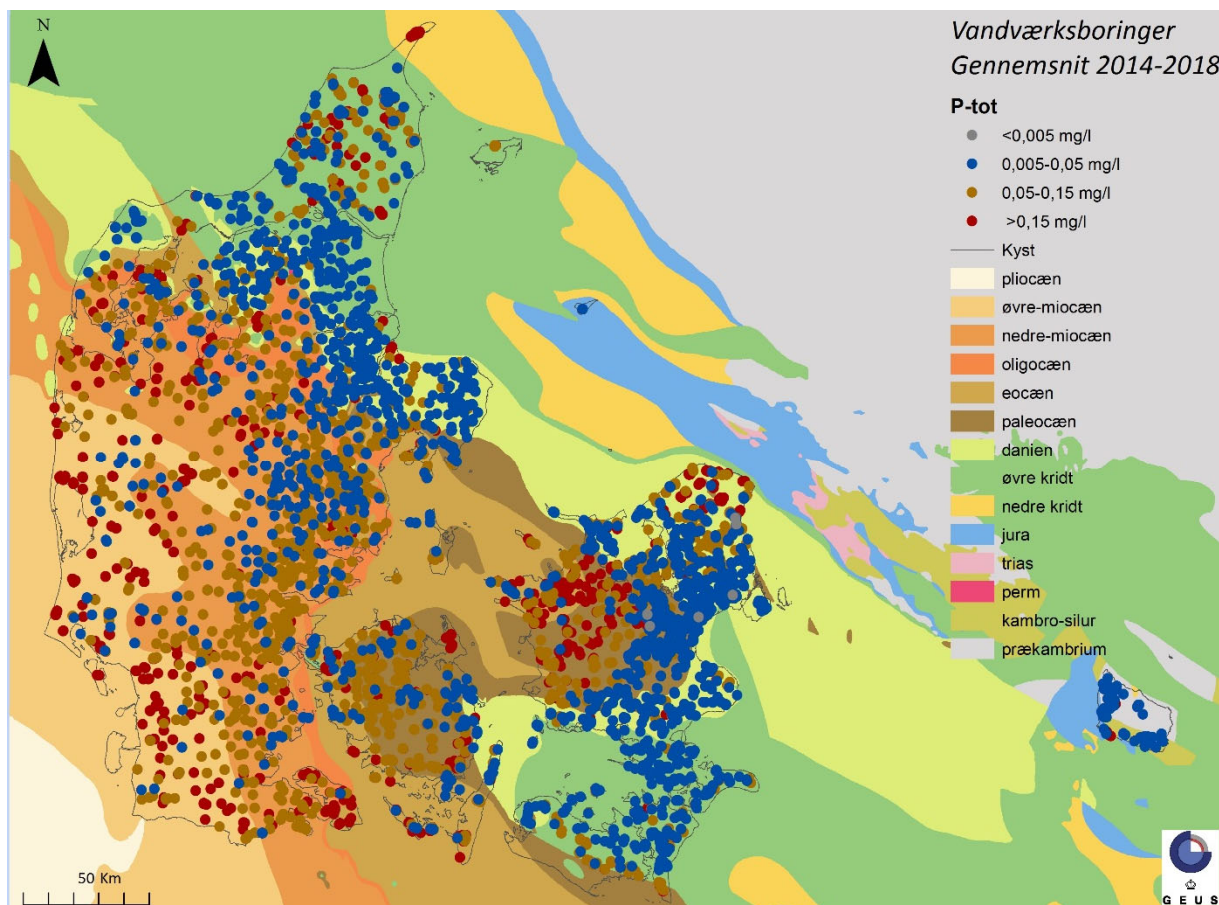 N
Vandværksboringer
Gennemsnit 2014-2018
P-tot
<0,005 mg/l
0,005-0,05 mg/l
0,05-0,15 mg/l
>0,15 mg/l
Kyst
pliocæn
øvre-miocæn
nedre-miocæn
oligocæn
eocæn
paleocæn
danien
øvre kridt
nedre kridt
jura
trias
perm
kambro-silur
prækambrium
50 Km
G E U S